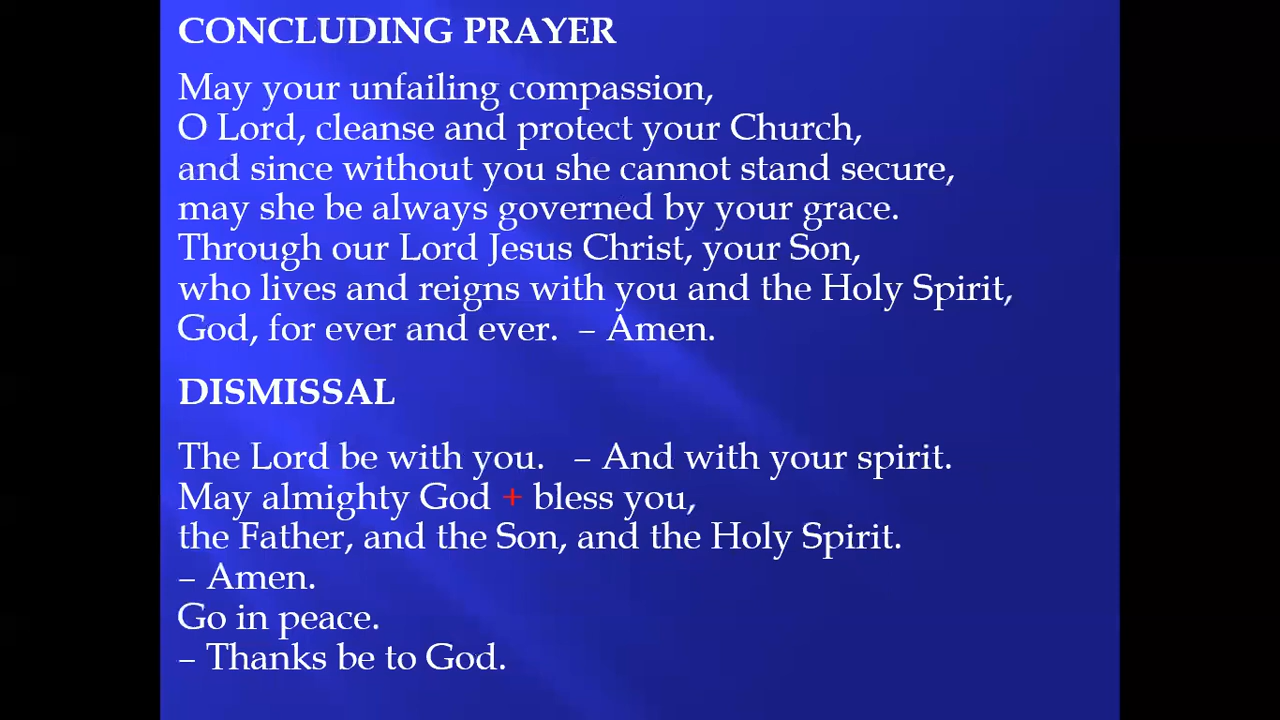 CONCLUDING PRAYER
May your unfailing compassion,
O Lord, cleanse and protect your Church,
and since without you she cannot stand secure,
may she be always governed by your grace.
Through our Lord Jesus Christ, your Son,
who lives and reigns with you and the Holy Spirit,
God, for ever and ever.  – Amen.
DISMISSAL
The Lord be with you.   – And with your spirit.
May almighty God + bless you,
the Father, and the Son, and the Holy Spirit.
– Amen.
Go in peace.
– Thanks be to God.